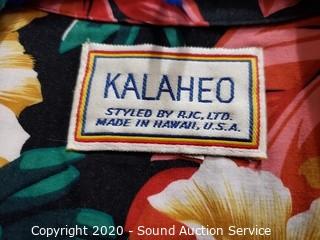 KALAHEO
STYLED BY RJC, LTD.
MADE IN HAWAII, U.S.A.
Copyright 2020 - Sound Auction Service